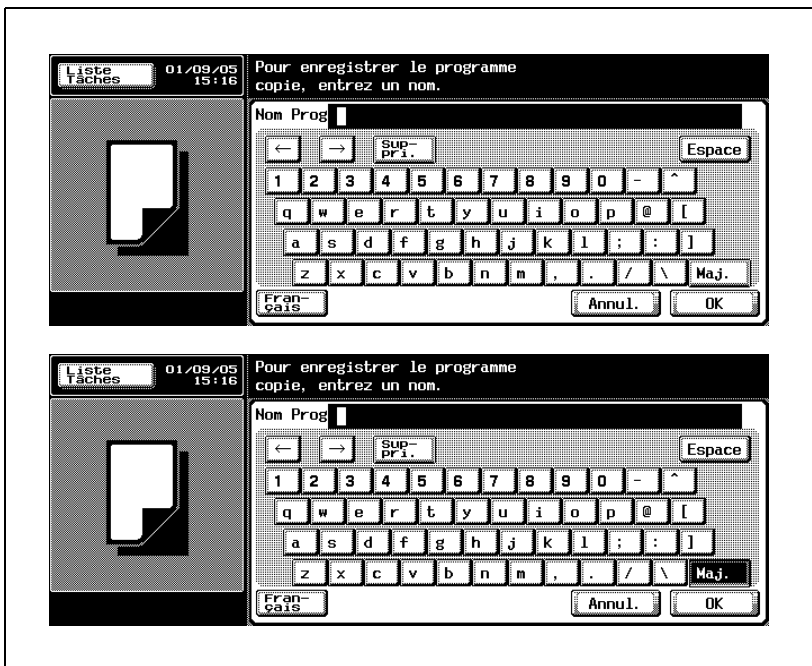 Liste
Tâches
01/09/05
15:16
Pour enregistrer le programme
copie, entrez un nom.
Nom Prog
← → Sup-
pri.
Espace
1 2 3 4 5 6 7 8 9 0 - ^
q w e r t y u i o p @ [
a s d f g h j k l ; : ]
z x c v b n m , . / \ Maj.
Fran-
çais
Annul. OK
Liste
Tâches
01/09/05
15:16
Pour enregistrer le programme
copie, entrez un nom.
Nom Prog
← → Sup-
pri.
Espace
1 2 3 4 5 6 7 8 9 0 - ^
q w e r t y u i o p @ [
a s d f g h j k l ; : ]
z x c v b n m , . / \ Maj.
Fran-
çais
Annul. OK